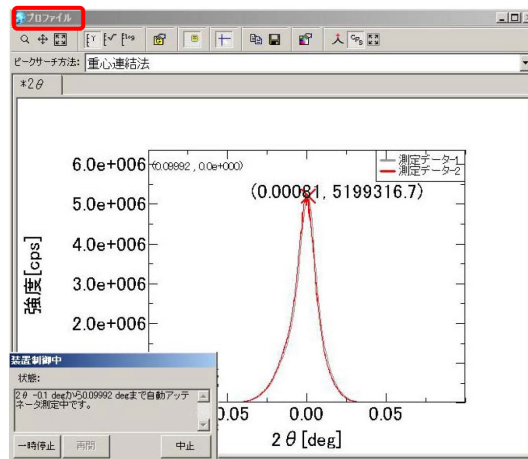 プロファイル
ピークサーチ方法: 重心連結法
*2θ
6.0e+006
(0.09992 , 0.0e+000)
測定データ-1
測定データ-2
(0.00081, 5199316.7)
5.0e+006
4.0e+006
3.0e+006
2.0e+006
強度[cps]
装置制御中
状態:
2θ -0.1 degから0.09992 degまで自動アッテ
ネータ測定中です。
一時停止 再開 中止
0.05 0.00 0.05
2θ[deg]